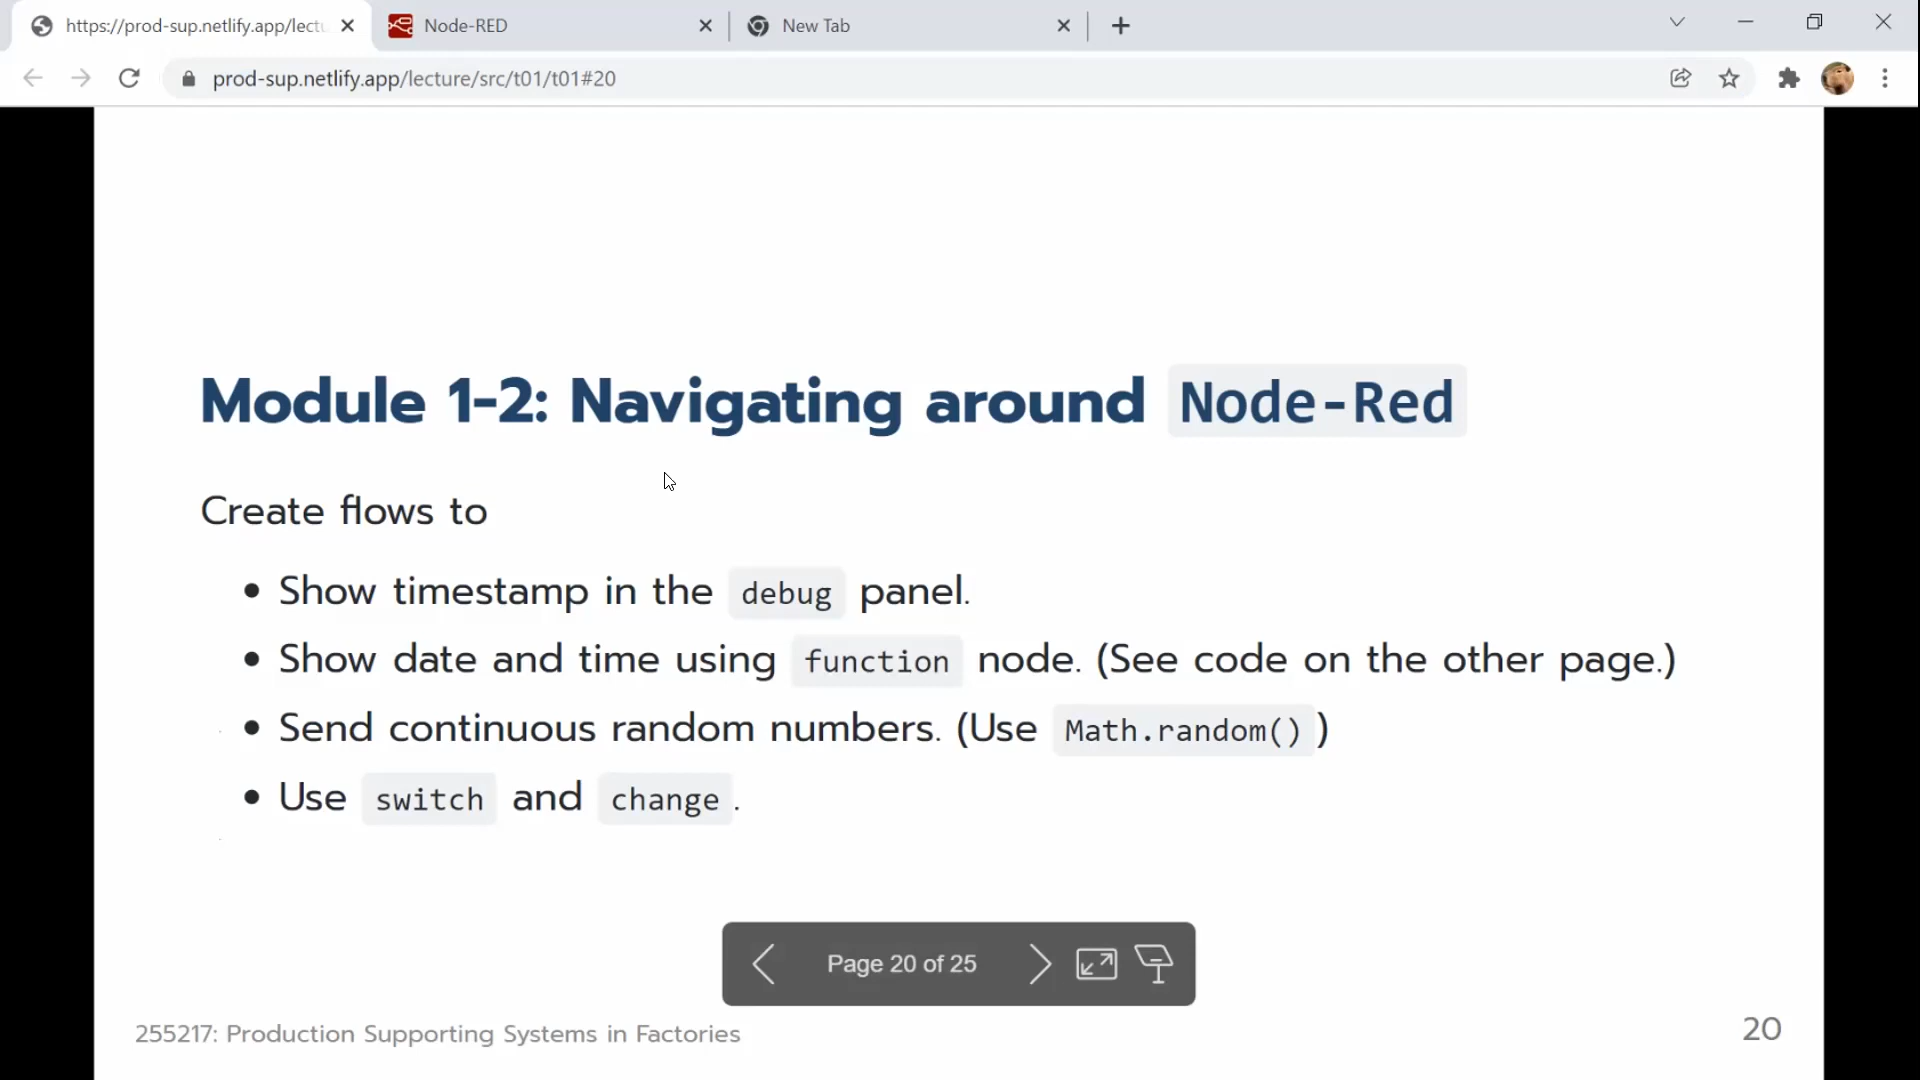 https://prod-sup.netlify.app/lectu
Node-RED
New Tab
prod-sup.netlify.app/lecture/src/t01/t01#20
Module 1-2: Navigating around Node-Red
Create flows to
• Show timestamp in the debug panel.
• Show date and time using function node. (See code on the other page.)
• Send continuous random numbers. (Use Math.random())
• Use switch and change.
Page 20 of 25
255217: Production Supporting Systems in Factories
20